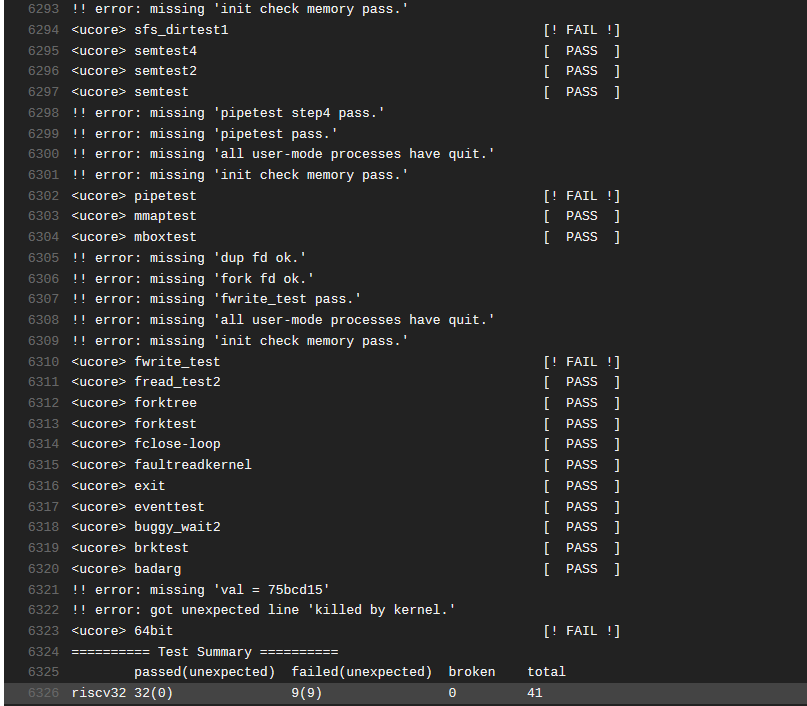 6293 !! error: missing 'init check memory pass.'
6294 <ucore> sfs_dirtest1 [! FAIL !]
6295 <ucore> semtest4 [ PASS ]
6296 <ucore> semtest2 [ PASS ]
6297 <ucore> semtest [ PASS ]
6298 !! error: missing 'pipetest step4 pass.'
6299 !! error: missing 'pipetest pass.'
6300 !! error: missing 'all user-mode processes have quit.'
6301 !! error: missing 'init check memory pass.'
6302 <ucore> pipetest [! FAIL !]
6303 <ucore> mmaptest [ PASS ]
6304 <ucore> mboxtest [ PASS ]
6305 !! error: missing 'dup fd ok.'
6306 !! error: missing 'fork fd ok.'
6307 !! error: missing 'fwrite_test pass.'
6308 !! error: missing 'all user-mode processes have quit.'
6309 !! error: missing 'init check memory pass.'
6310 <ucore> fwrite_test [! FAIL !]
6311 <ucore> fread_test2 [ PASS ]
6312 <ucore> forktree [ PASS ]
6313 <ucore> forktest [ PASS ]
6314 <ucore> fclose-loop [ PASS ]
6315 <ucore> faultreadkernel [ PASS ]
6316 <ucore> exit [ PASS ]
6317 <ucore> eventtest [ PASS ]
6318 <ucore> buggy_wait2 [ PASS ]
6319 <ucore> brktest [ PASS ]
6320 <ucore> badarg [ PASS ]
6321 !! error: missing 'val = 75bcd15'
6322 !! error: got unexpected line 'killed by kernel.'
6323 <ucore> 64bit [! FAIL !]
6324 ========== Test Summary ==========
6325 passed(unexpected) failed(unexpected) broken total
6326 riscv32 32(0) 9(9) 0 41